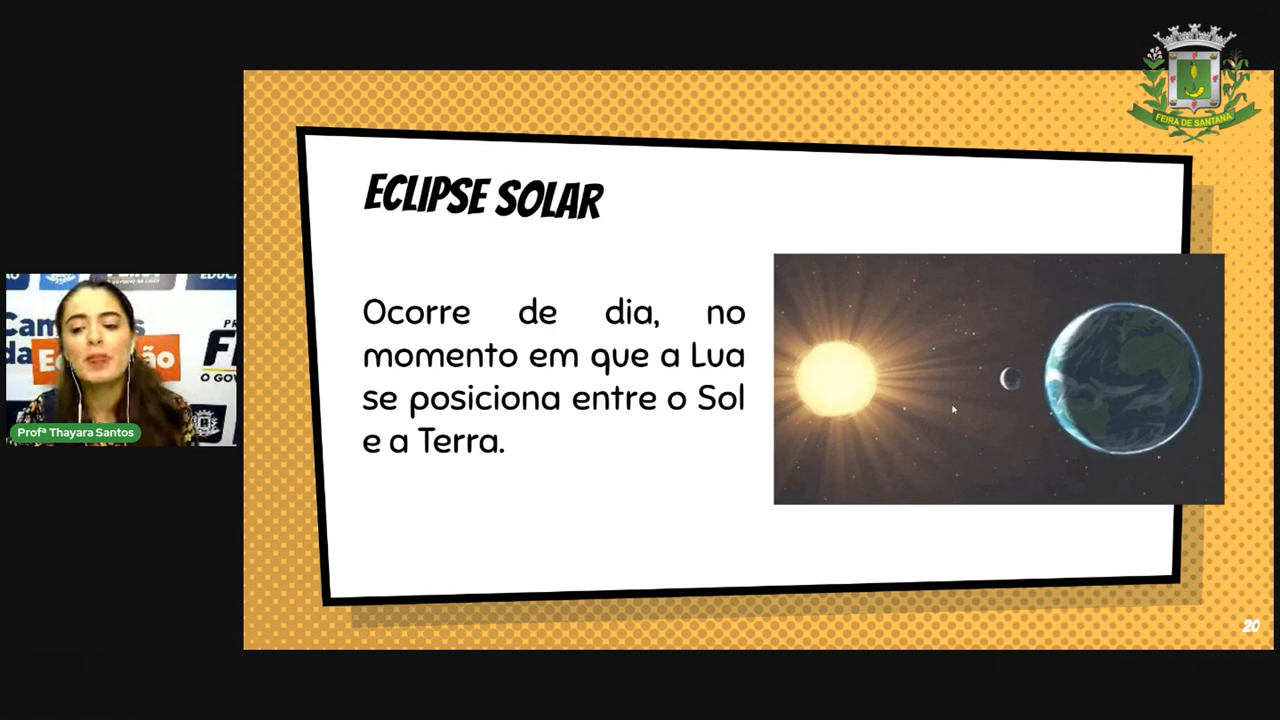 FEIRA DE SANTANA
ECLIPSE SOLAR
Ocorre de dia, no
momento em que a Lua
se posiciona entre o Sol
e a Terra.
Profª Thayara Santos
20